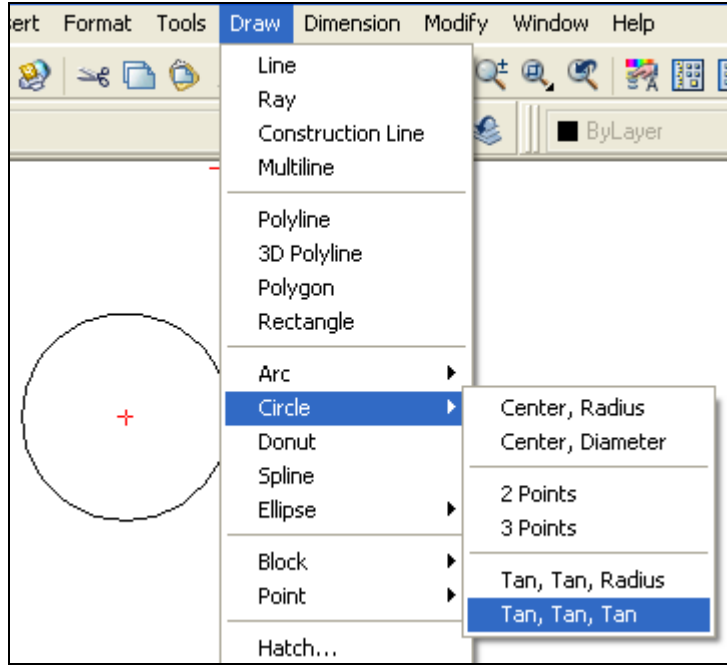 ert Format Tools Draw Dimension Modify Window Help
ByLayer
Line
Ray
Construction Line
Multiline
Polyline
3D Polyline
Polygon
Rectangle
Arc
Circle
Donut
Spline
Ellipse
Block
Point
Hatch...
Center, Radius
Center, Diameter
2 Points
3 Points
Tan, Tan, Radius
Tan, Tan, Tan